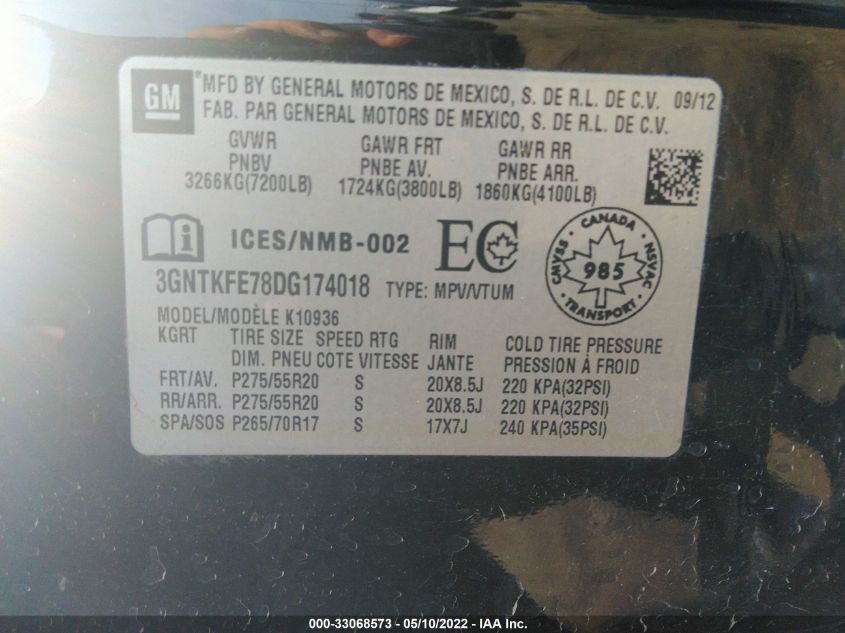 GM
*MFD BY GENERAL MOTORS DE MEXICO, S. DE R.L. DE C.V. 09/12
FAB. PAR GENERAL MOTORS DE MEXICO, S. DE R.L. DE C.V.
GVWR GAWR FRT GAWR RR
PNBV PNBE AV. PNBE ARR.
3266KG(7200LB) 1724KG(3800LB) 1860KG(4100LB)
i ICES/NMB-002 EC
CANADA
CMVSS 985 NSVAC
TRANSPORT
3GNTKFE78DG174018 TYPE: MPV/VTUM
MODEL/MODÈLE K10936
KGRT TIRE SIZE SPEED RTG RIM COLD TIRE PRESSURE
DIM. PNEU COTE VITESSE JANTE PRESSION À FROID
FRT/AV. P275/55R20 S 20X8.5J 220 KPA(32PSI)
RR/ARR. P275/55R20 S 20X8.5J 220 KPA(32PSI)
SPA/SOS P265/70R17 S 17X7J 240 KPA(35PSI)
000-33068573 - 05/10/2022 - IAA Inc.